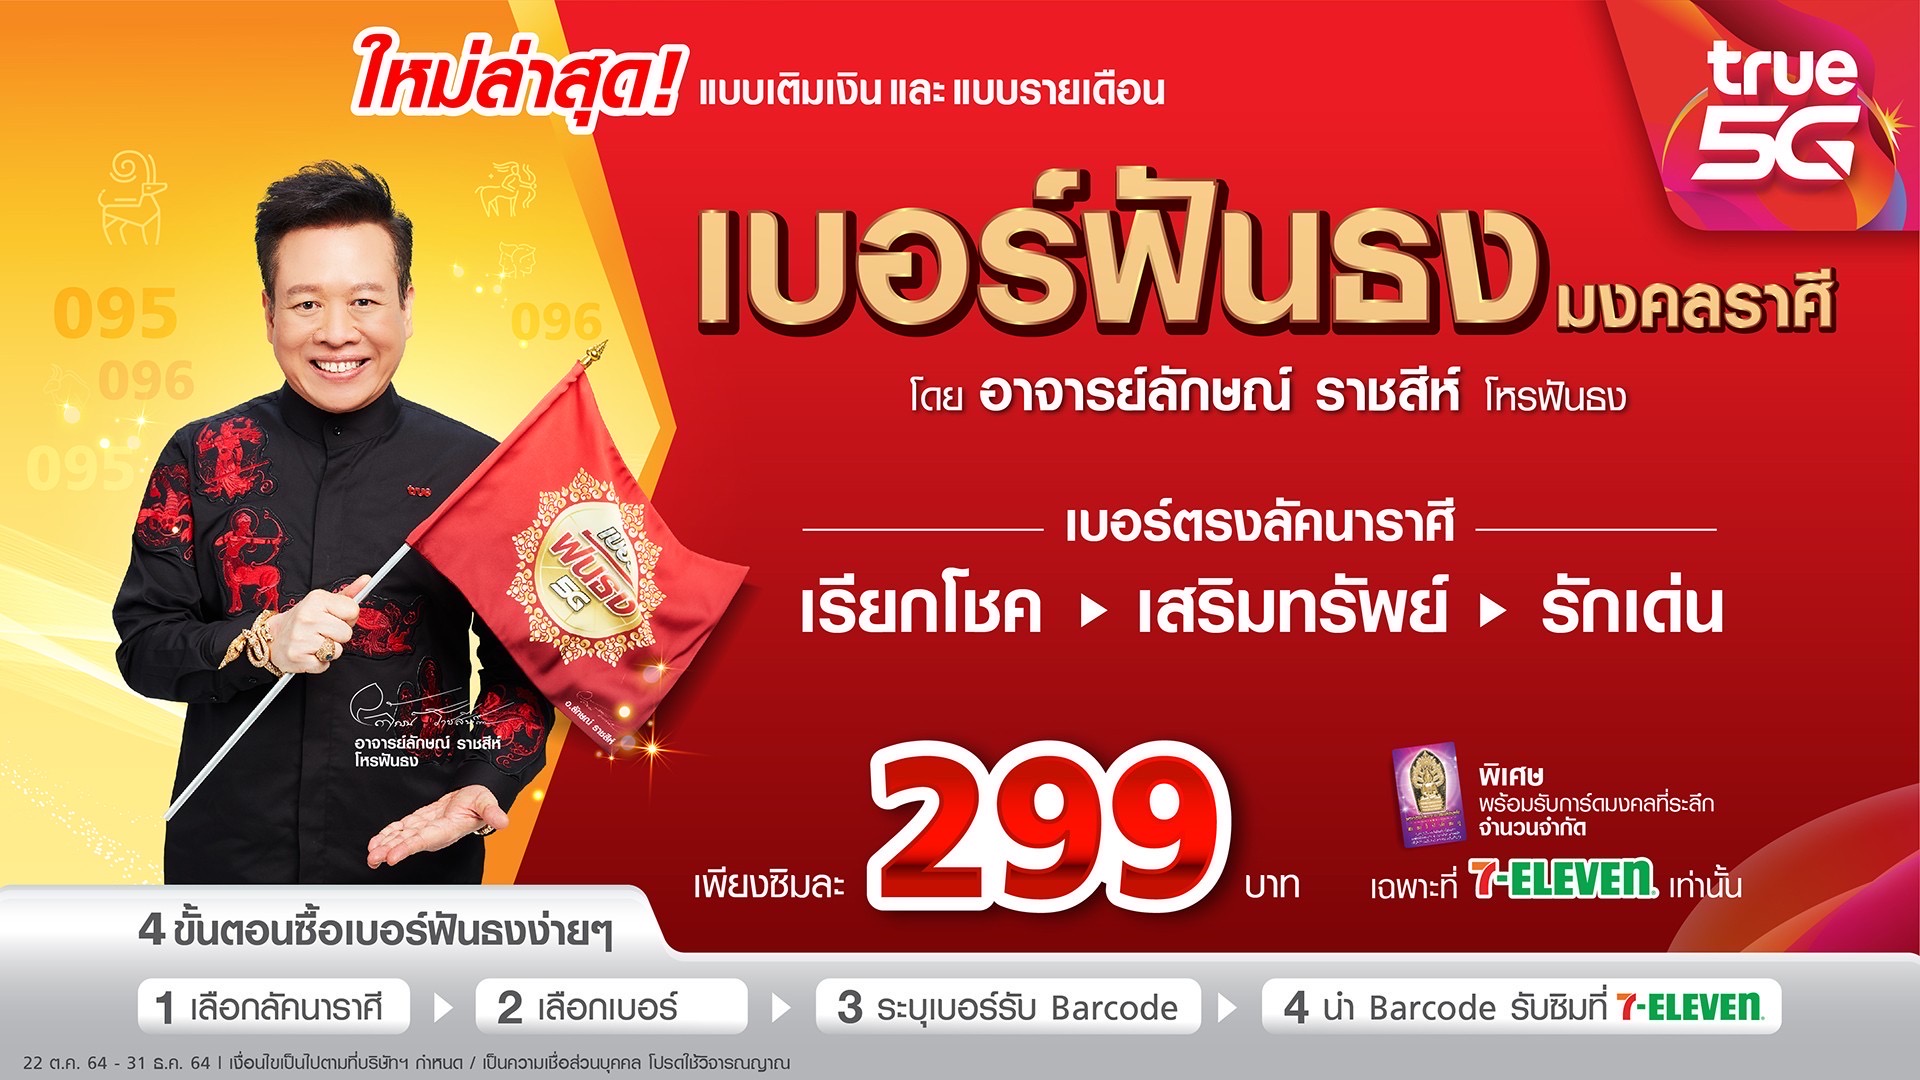 ใหม่ล่าสุด! แบบเติมเงิน และ แบบรายเดือน
true
5G
095
096
096
095
เบอร์ฟันธง มงคลราศี
โดย อาจารย์ลักษณ์ ราชสีห์ โหรฟันธง
true
เบอร์
ฟันธง
5G
อ.ลักษณ์ ราชสีห์
เบอร์ตรงลัคนาราศี
เรียกโชค เสริมทรัพย์ รักเด่น
อาจารย์ลักษณ์ ราชสีห์
โหรฟันธง
เพียงซิมละ 299 บาท
พิเศษ
พร้อมรับการ์ดมงคลที่ระลึก
จำนวนจำกัด
เฉพาะที่ 7-ELEVEN เท่านั้น
4 ขั้นตอนซื้อเบอร์ฟันธงง่ายๆ
1 เลือกลัคนาราศี
2 เลือกเบอร์
3 ระบุเบอร์รับ Barcode
4 นำ Barcode รับซิมที่ 7-ELEVEN
22 ต.ค. 64 - 31 ธ.ค. 64 | เงื่อนไขเป็นไปตามที่บริษัทฯ กำหนด / เป็นความเชื่อส่วนบุคคล โปรดใช้วิจารณญาณ